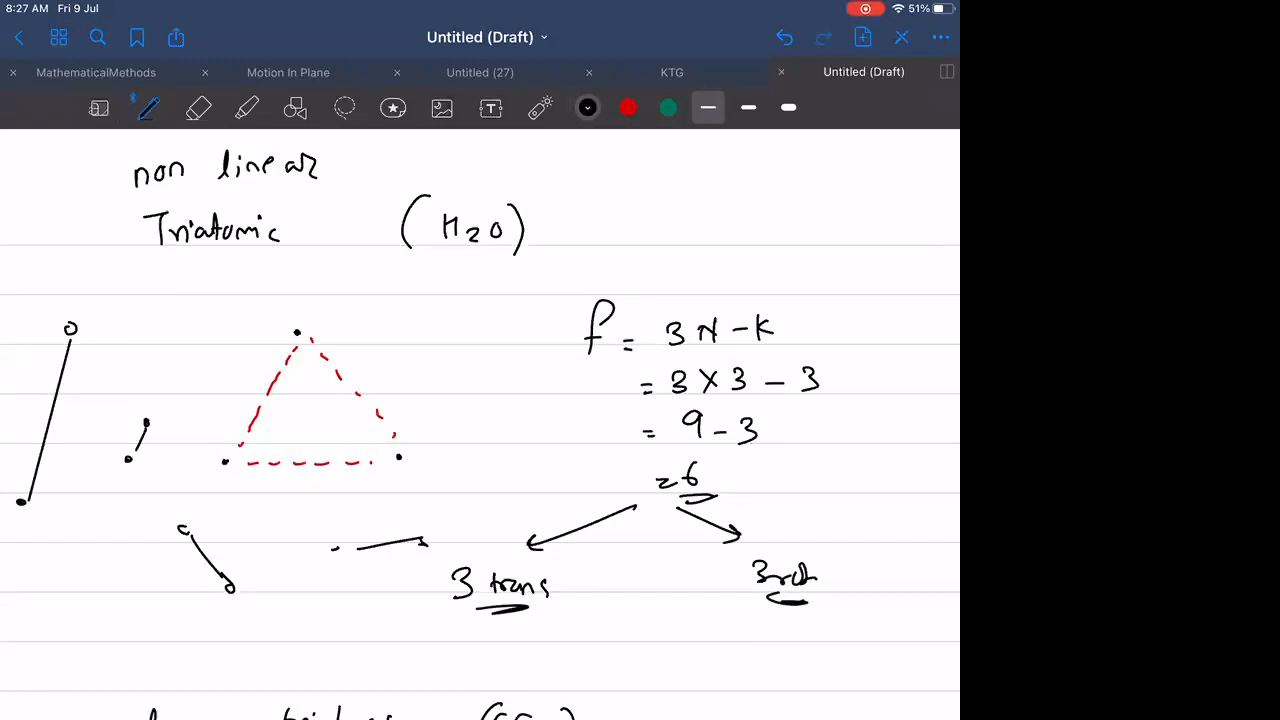 8:27 AM Fri 9 Jul 51%
Untitled (Draft)
MathematicalMethods Motion In Plane Untitled (27) KTG Untitled (Draft)
T
non linear
Triatomic (H2O)
f = 3N - K
= 3 × 3 - 3
= 9 - 3
= 6
3 trans 3 rot